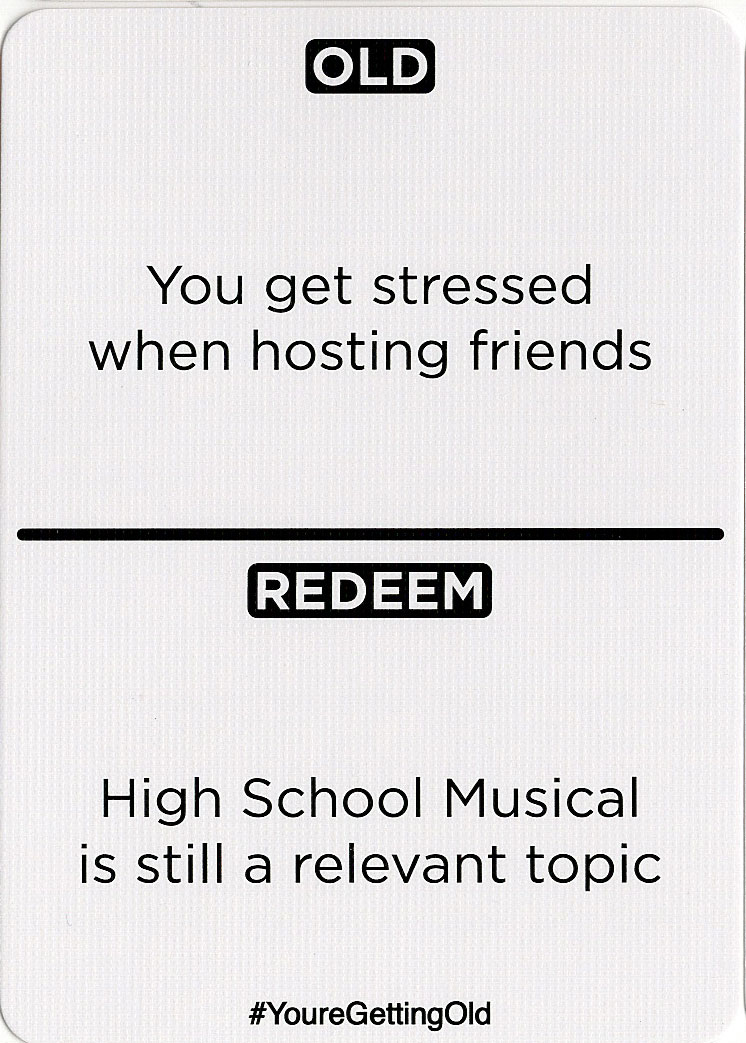 OLD
You get stressed
when hosting friends
REDEEM
High School Musical
is still a relevant topic
#YoureGettingOld